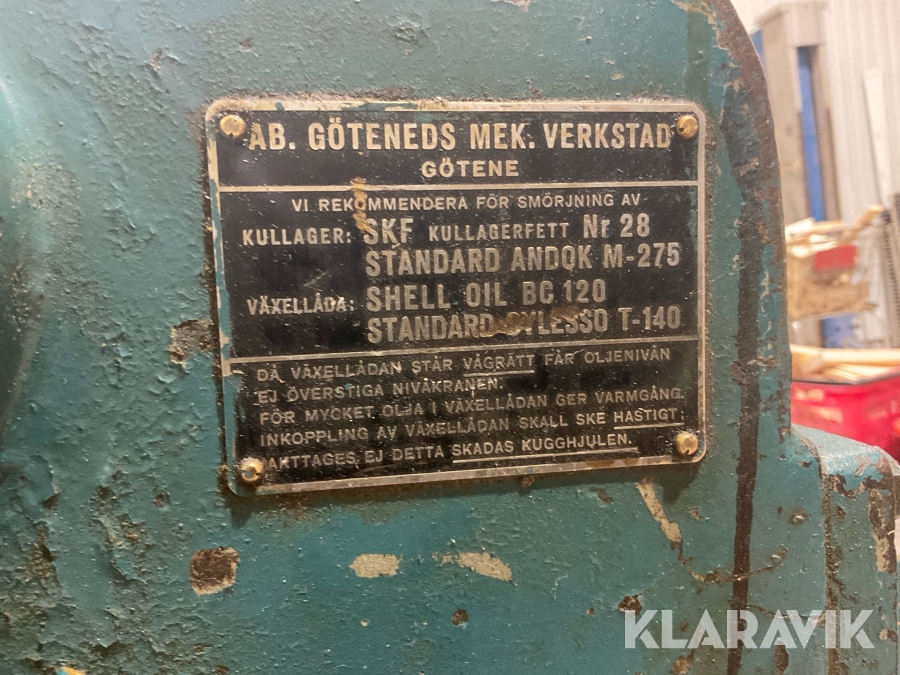 AB. GÖTENEDS MEK. VERKSTAD
GÖTENE
VI REKOMMENDERA FÖR SMÖRJNING AV
KULLAGER: SKF KULLAGERFETT Nr 28
STANDARD ANDOK M-275
VÄXELLÅDA: SHELL OIL BC 120
STANDARD T-140
DÅ VÄXELLÅDAN STÅR VÅGRÄTT FÅR OLJENIVÅN
EJ ÖVERSTIGA NIVÅKRANEN.
FÖR MYCKET OLJA I VÄXELLÅDAN GER VARMGÅNG.
INKOPPLING AV VÄXELLÅDAN SKALL SKE HASTIGT.
IAKTTAGES EJ DETTA SKADAS KUGGHJULEN.
KLARAVIK